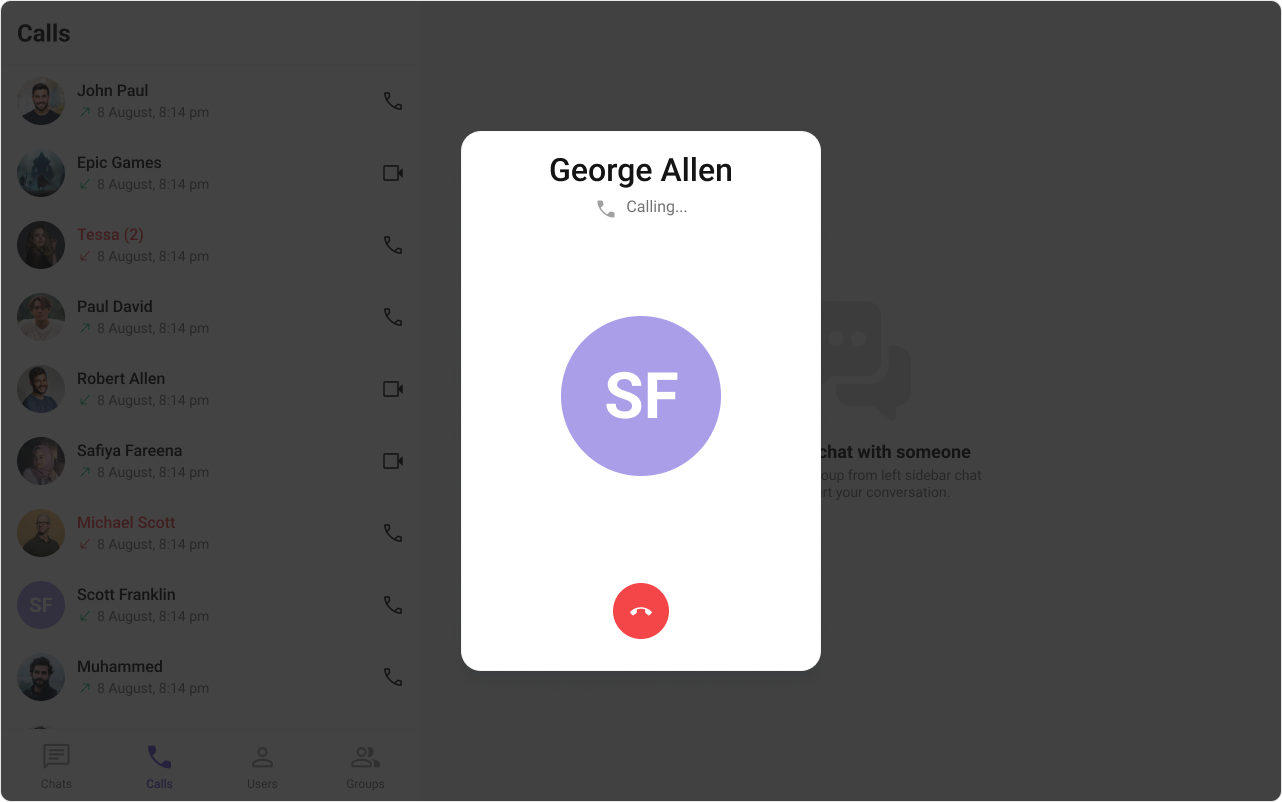 Calls
John Paul
8 August, 8:14 pm
Epic Games
8 August, 8:14 pm
Tessa (2)
8 August, 8:14 pm
Paul David
8 August, 8:14 pm
Robert Allen
8 August, 8:14 pm
Safiya Fareena
8 August, 8:14 pm
Michael Scott
8 August, 8:14 pm
SF
Scott Franklin
8 August, 8:14 pm
Muhammed
8 August, 8:14 pm
Chats
Calls
Users
Groups
George Allen
Calling...
SF
chat with someone
from left sidebar chat
your conversation.